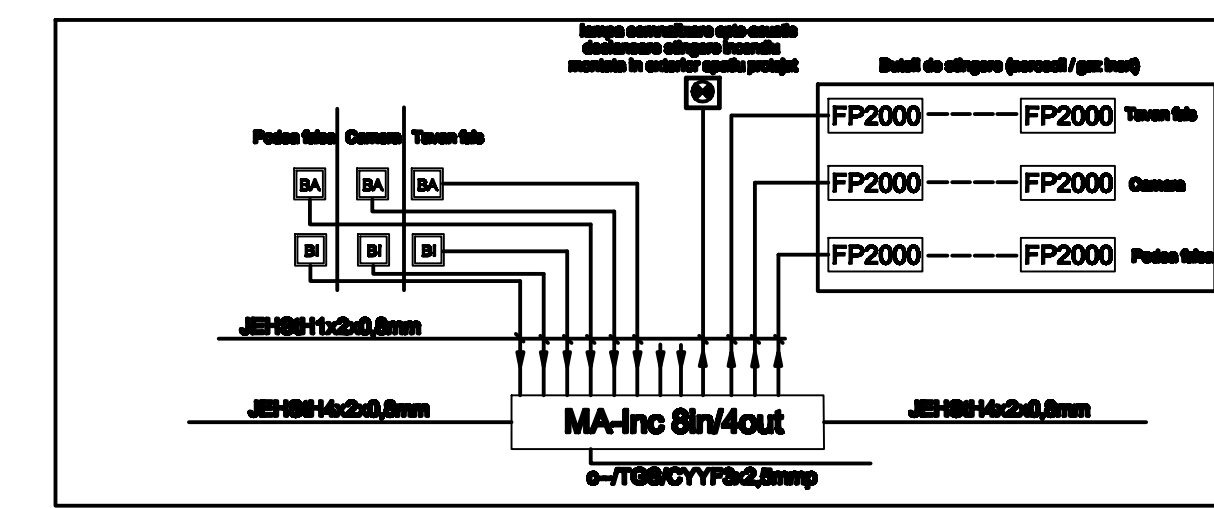 lampa semnalizare opto-acustic
declansare stingere incendiu
montata in exterior spatiu protejat
Butelii de stingere (aerosoli / gaz inert)
FP2000 FP2000 Tavan fals
Podea falsa Camera Tavan fals
BA BA BA
FP2000 FP2000 Camera
BI BI BI
FP2000 FP2000 Podea falsa
JEHStH1x2x0,8mm
JEHStH4x2x0,8mm
MA-Inc 8in/4out
JEHStH4x2x0,8mm
c--/TGS/CYYF3x2,5mmp